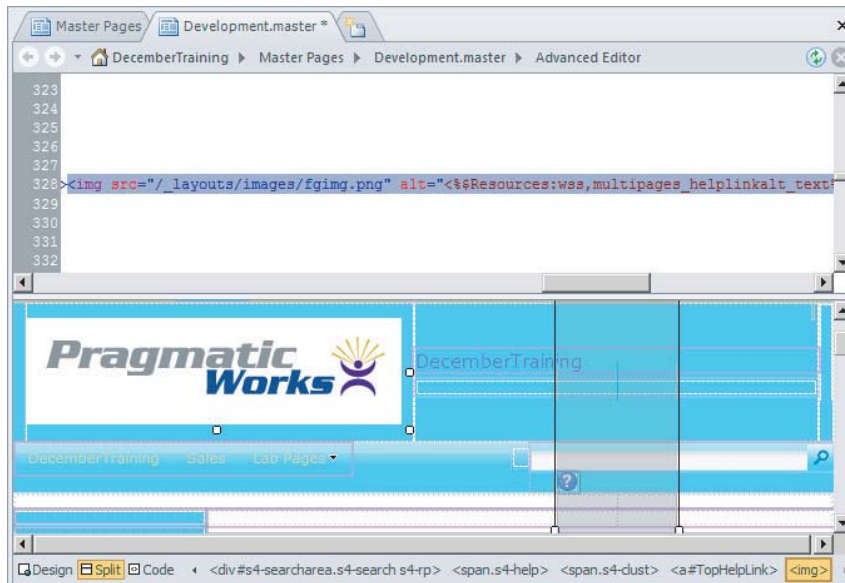 Master Pages
Development.master *
DecemberTraining Master Pages Development.master Advanced Editor
323
324
325
326
327
328 ><img src="/_layouts/images/fgimg.png" alt="<%$Resources:wss,multipages_helplinkalt_text
329
330
331
332
Pragmatic
Works
DecemberTraining
DecemberTraining Sales Lab Pages
?
Design Split Code <div#s4-searcharea.s4-search s4-rp> <span.s4-help> <span.s4-clust> <a#TopHelpLink> <img>